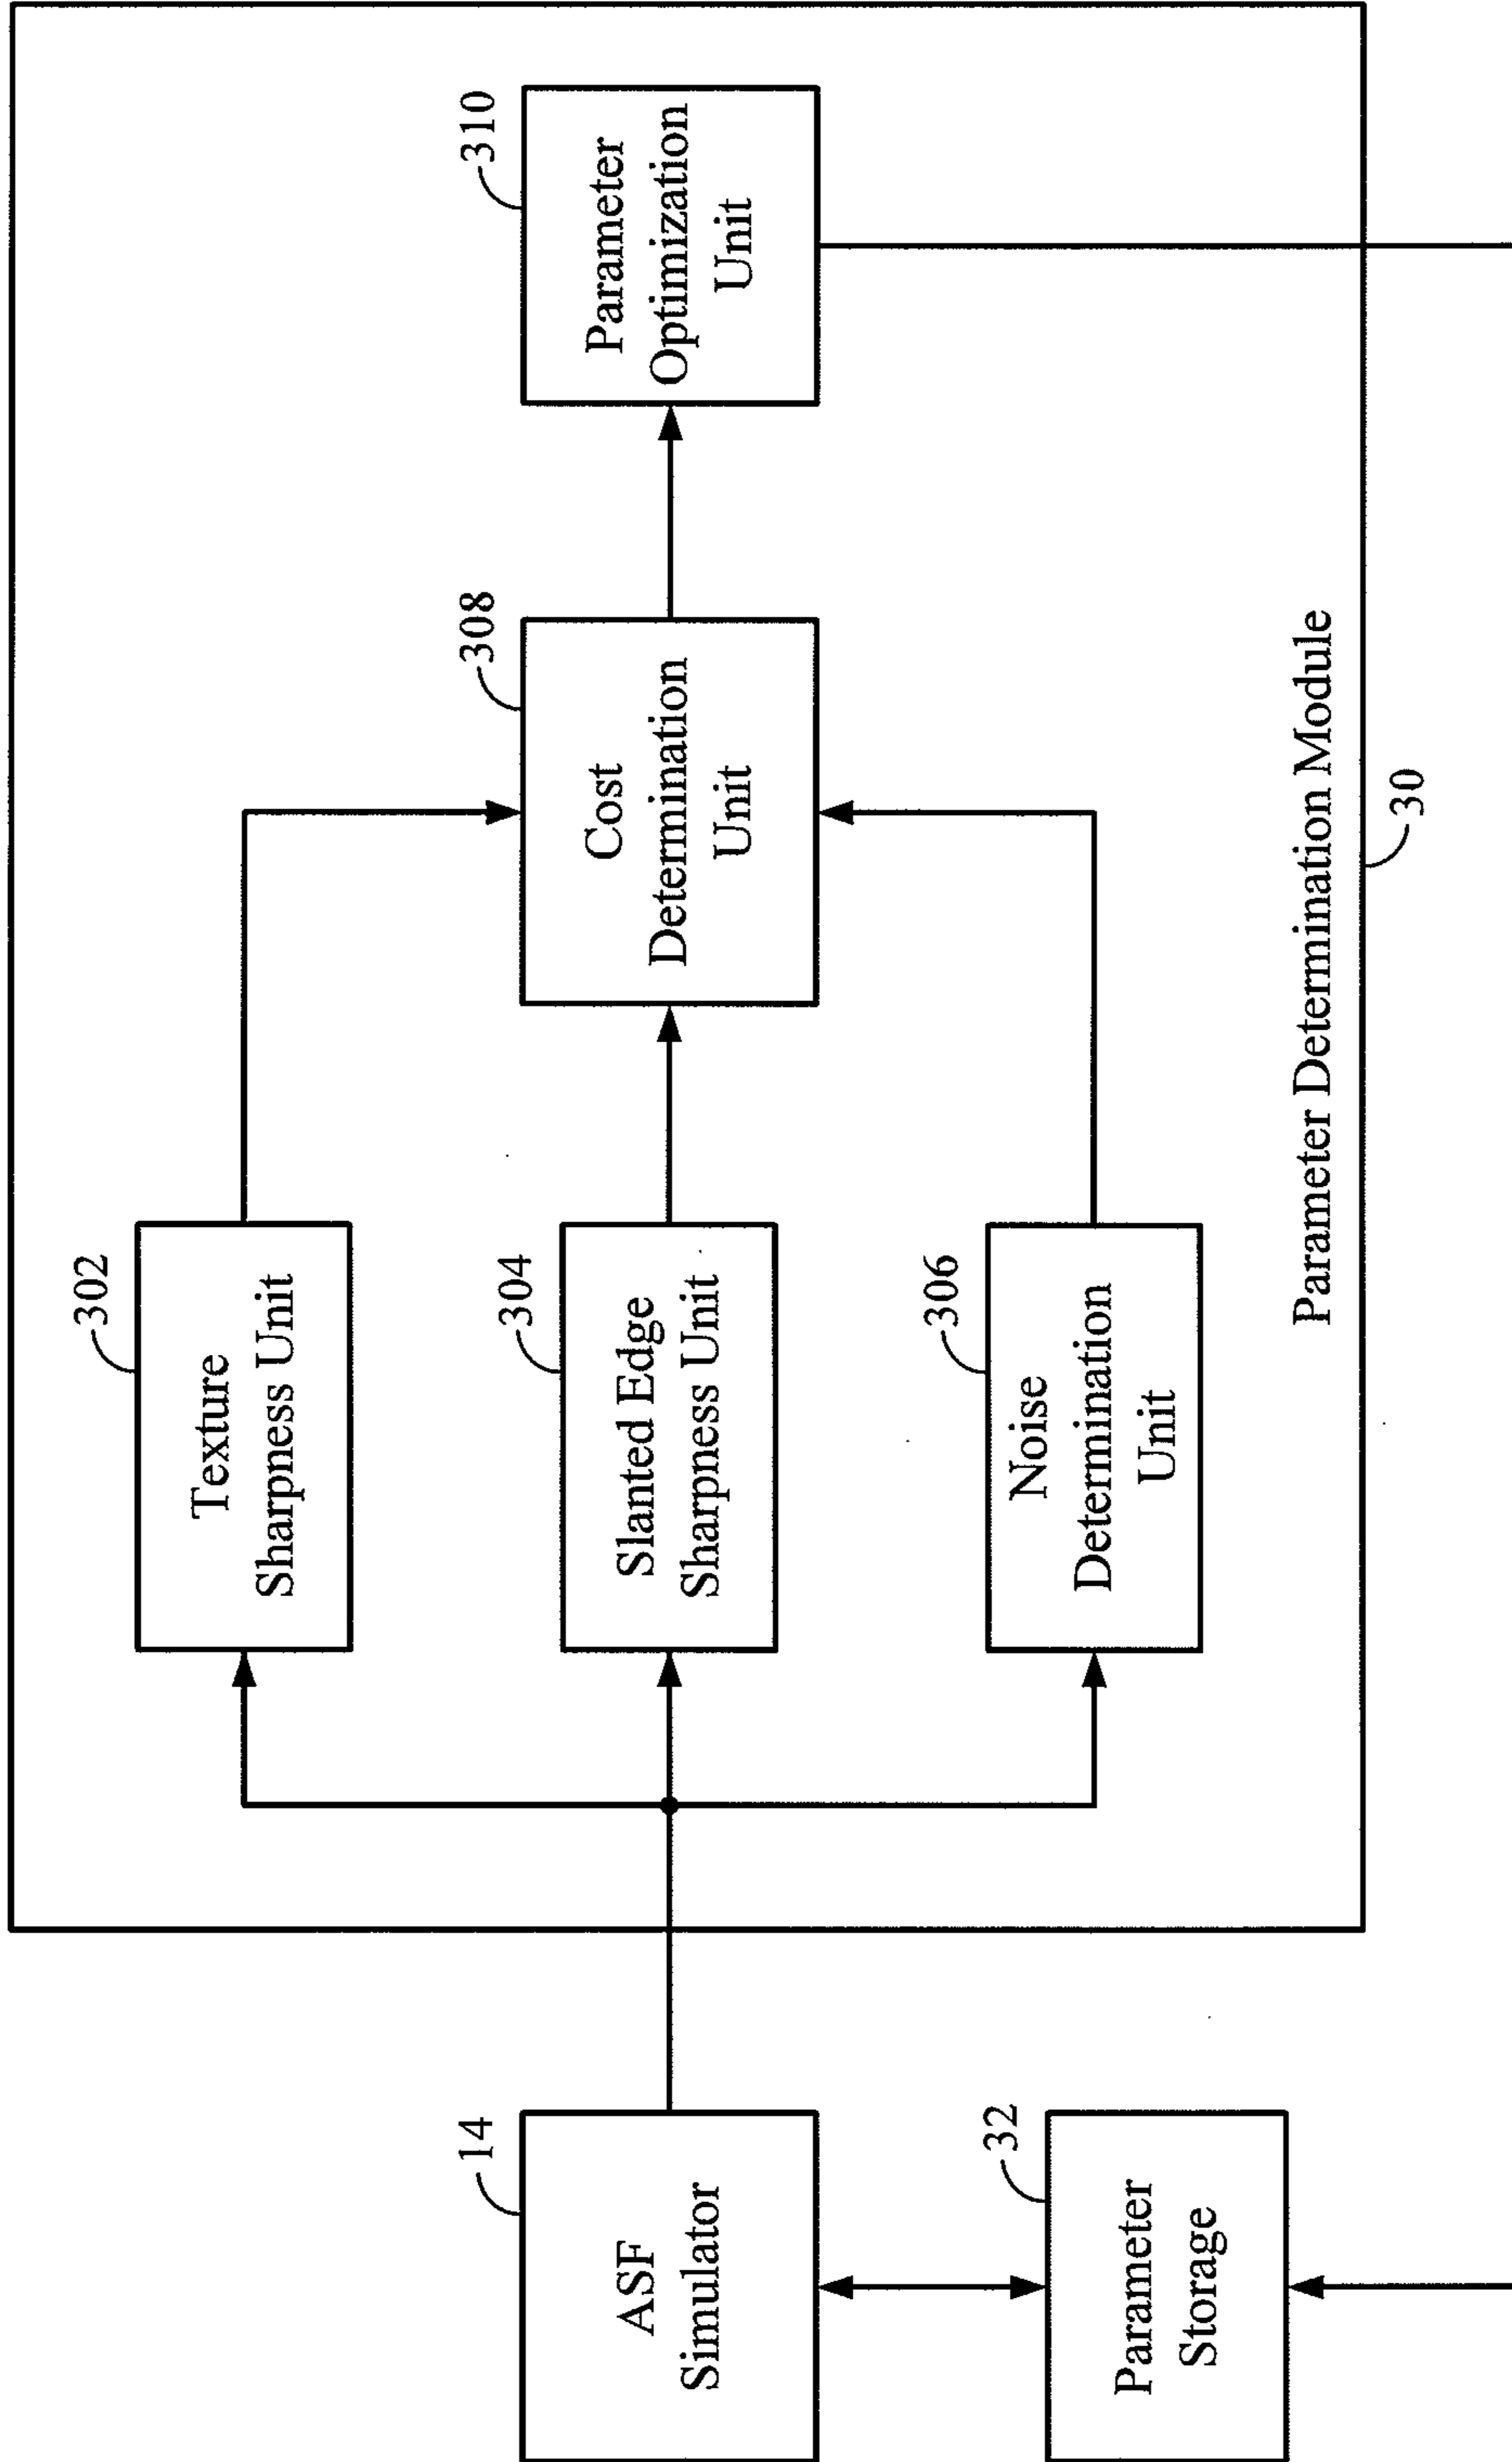 302
Texture
Sharpness Unit
14
ASF
Simulator
304
Slanted Edge
Sharpness Unit
308
Cost
Determination
Unit
310
Parameter
Optimization
Unit
32
Parameter
Storage
306
Noise
Determination
Unit
Parameter Determination Module
30